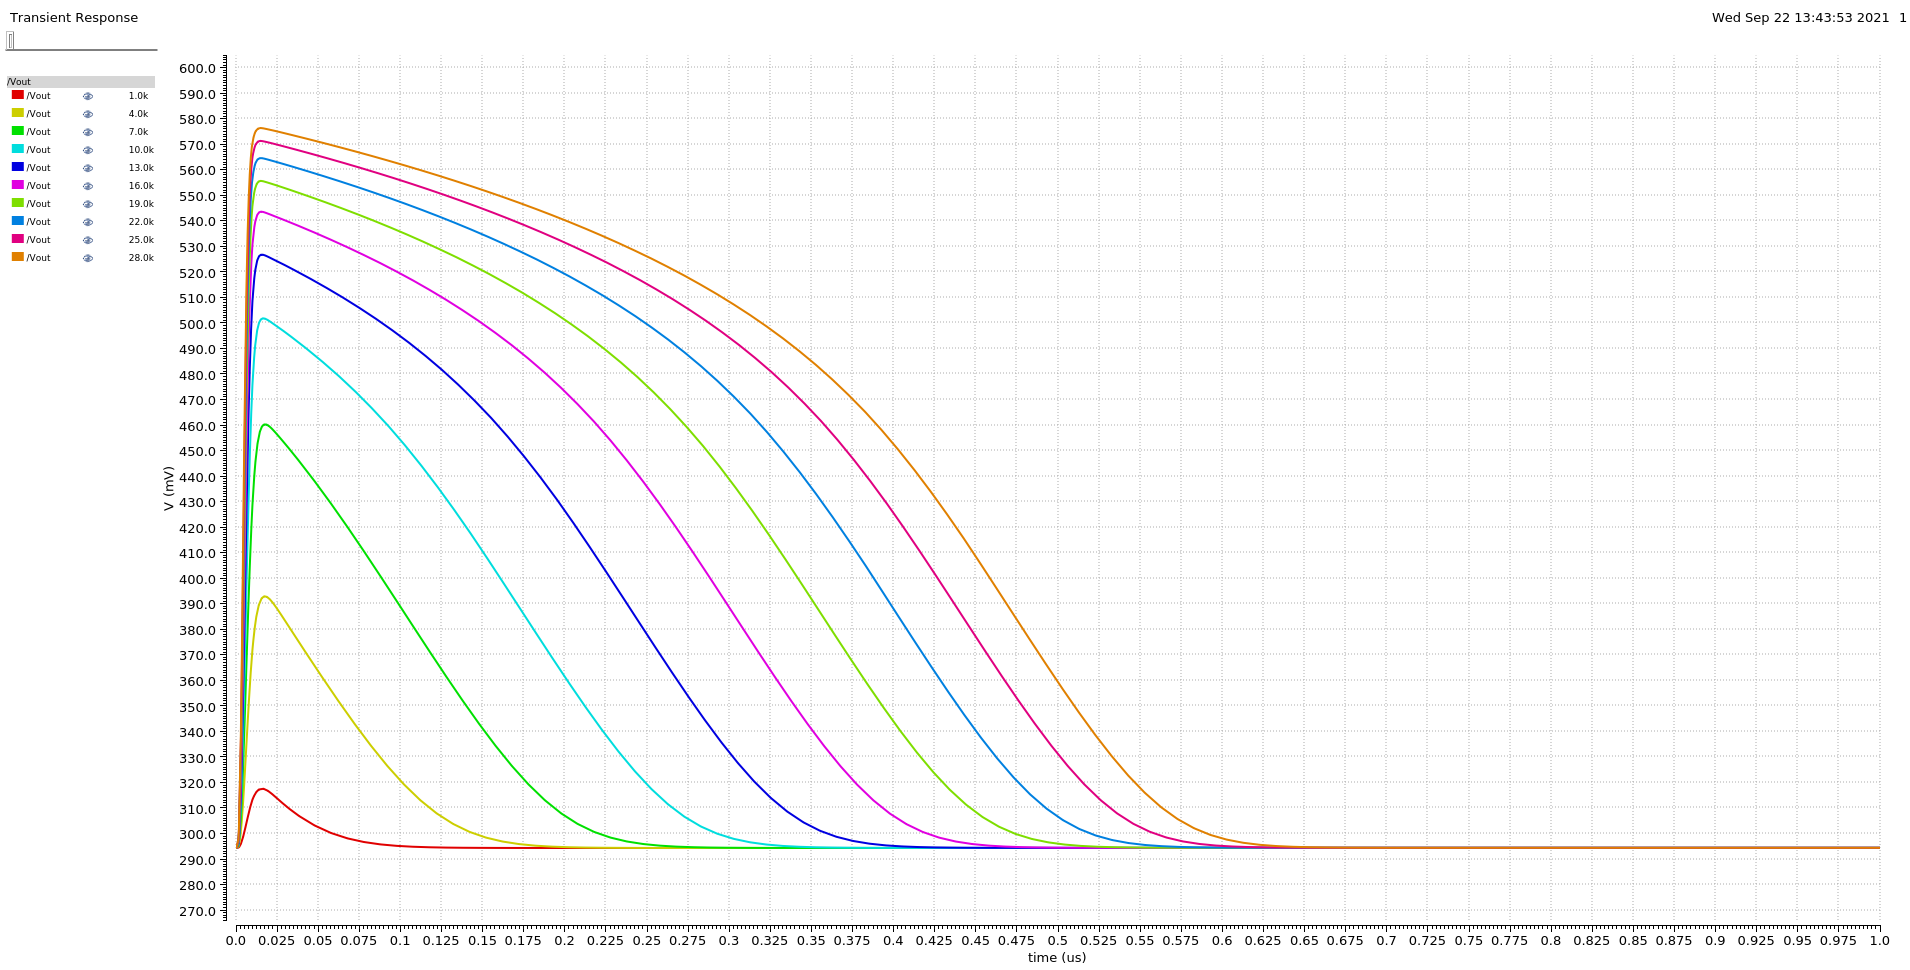 Transient Response
Wed Sep 22 13:43:53 2021 1
/Vout
/Vout 1.0k
/Vout 4.0k
/Vout 7.0k
/Vout 10.0k
/Vout 13.0k
/Vout 16.0k
/Vout 19.0k
/Vout 22.0k
/Vout 25.0k
/Vout 28.0k
V (mV)
600.0
590.0
580.0
570.0
560.0
550.0
540.0
530.0
520.0
510.0
500.0
490.0
480.0
470.0
460.0
450.0
440.0
430.0
420.0
410.0
400.0
390.0
380.0
370.0
360.0
350.0
340.0
330.0
320.0
310.0
300.0
290.0
280.0
270.0
0.0 0.025 0.05 0.075 0.1 0.125 0.15 0.175 0.2 0.225 0.25 0.275 0.3 0.325 0.35 0.375 0.4 0.425 0.45 0.475 0.5 0.525 0.55 0.575 0.6 0.625 0.65 0.675 0.7 0.725 0.75 0.775 0.8 0.825 0.85 0.875 0.9 0.925 0.95 0.975 1.0
time (us)